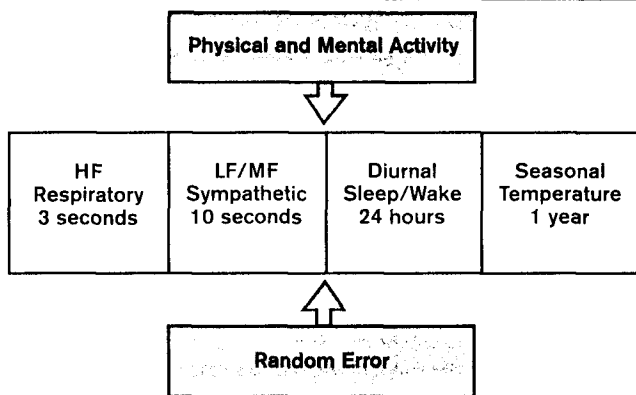 Physical and Mental Activity
HF
Respiratory
3 seconds
LF/MF
Sympathetic
10 seconds
Diurnal
Sleep/Wake
24 hours
Seasonal
Temperature
1 year
Random Error